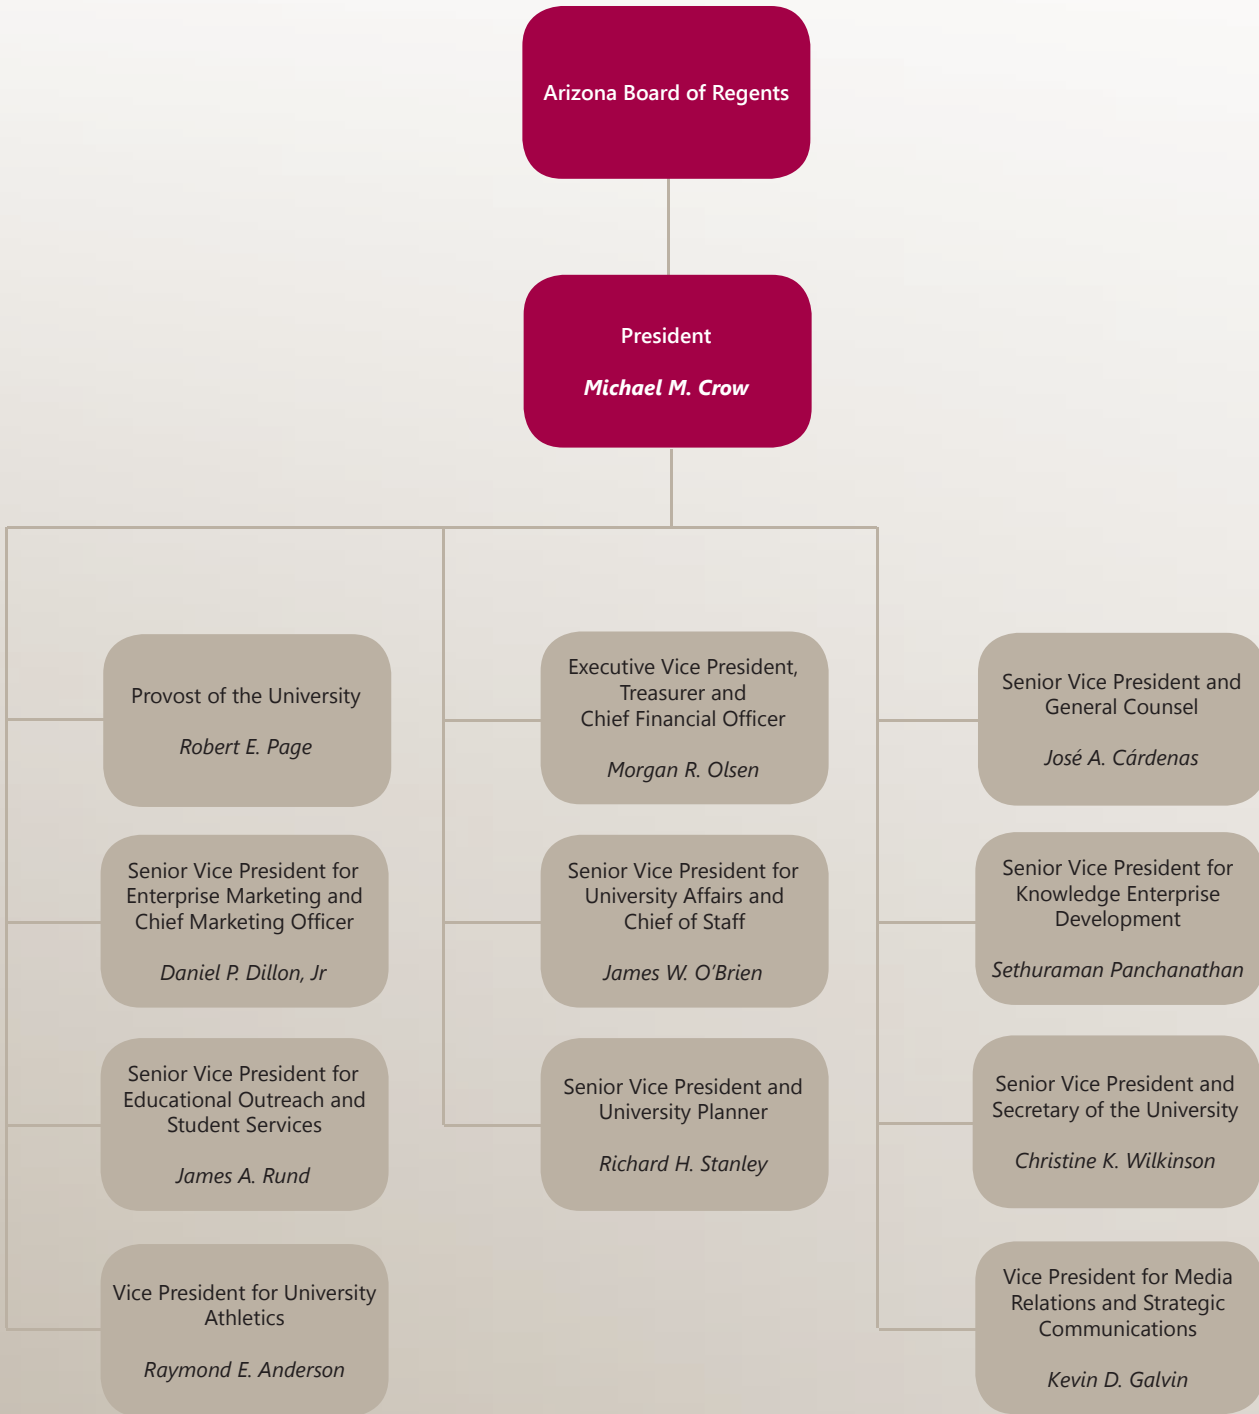 Arizona Board of Regents
President
Michael M. Crow
Provost of the University
Robert E. Page
Senior Vice President for
Enterprise Marketing and
Chief Marketing Officer
Daniel P. Dillon, Jr
Senior Vice President for
Educational Outreach and
Student Services
James A. Rund
Vice President for University
Athletics
Raymond E. Anderson
Executive Vice President,
Treasurer and
Chief Financial Officer
Morgan R. Olsen
Senior Vice President for
University Affairs and
Chief of Staff
James W. O’Brien
Senior Vice President and
University Planner
Richard H. Stanley
Senior Vice President and
General Counsel
José A. Cárdenas
Senior Vice President for
Knowledge Enterprise
Development
Sethuraman Panchanathan
Senior Vice President and
Secretary of the University
Christine K. Wilkinson
Vice President for Media
Relations and Strategic
Communications
Kevin D. Galvin